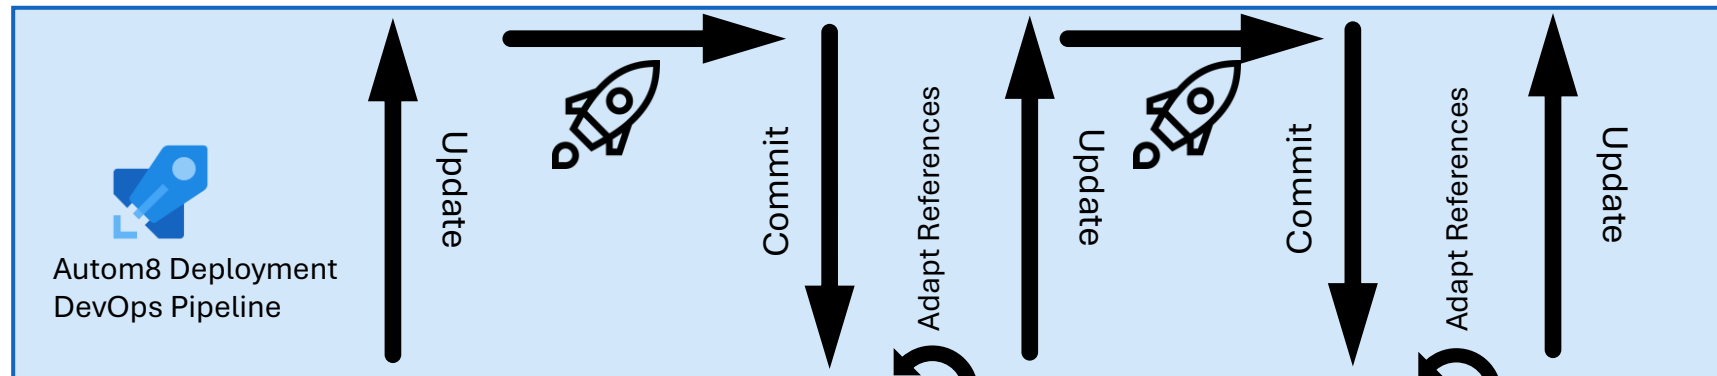 Autom8 Deployment
DevOps Pipeline
Update
Commit
Adapt References
Update
Commit
Adapt References
Update